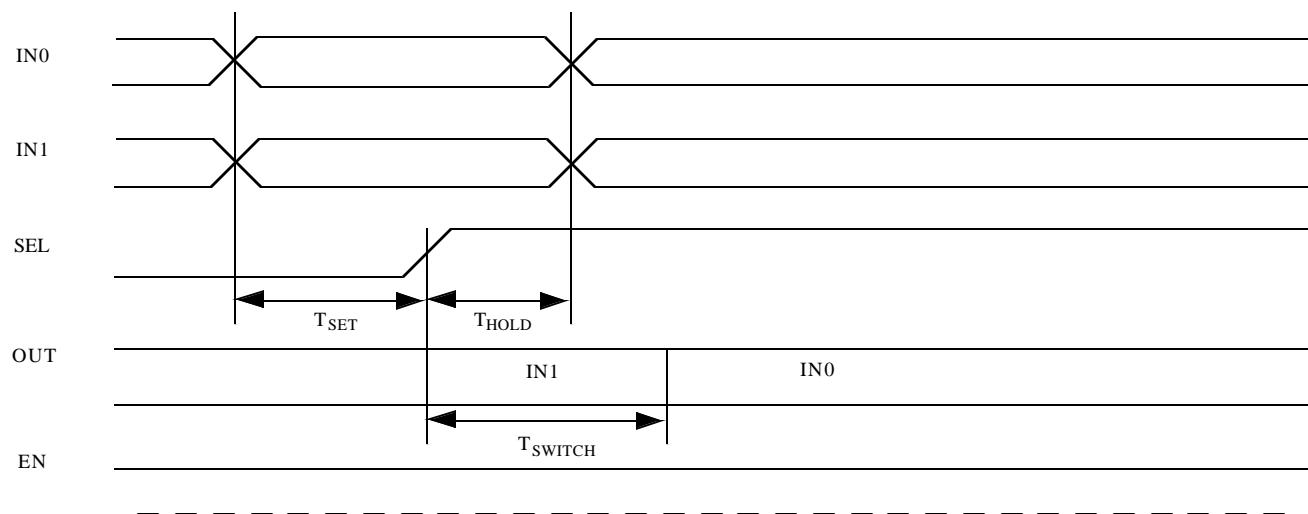 IN0
IN1
SEL
TSET
THOLD
OUT
IN1
IN0
TSWITCH
EN